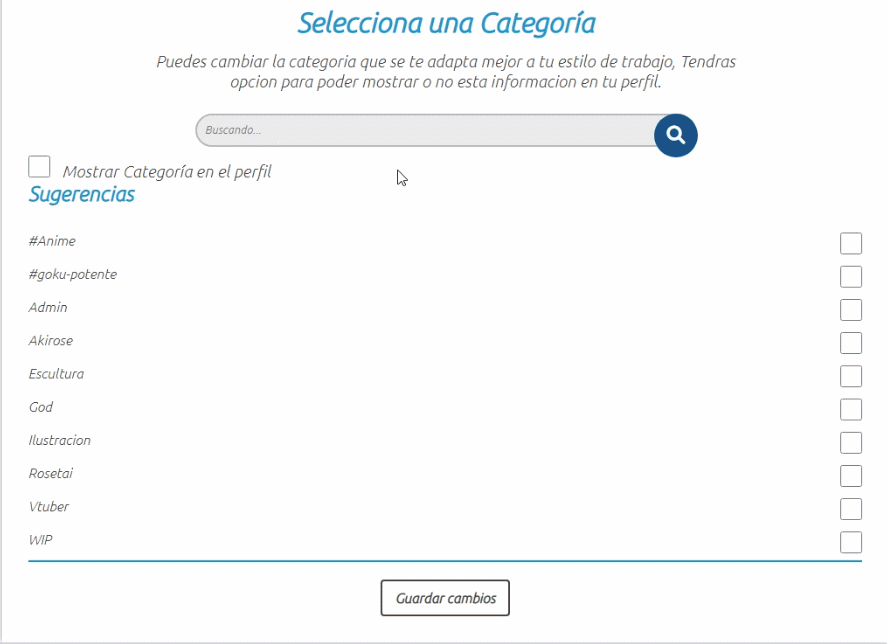 Selecciona una Categoría
Puedes cambiar la categoria que se te adapta mejor a tu estilo de trabajo, Tendras
opcion para poder mostrar o no esta informacion en tu perfil.
Buscando...
Mostrar Categoría en el perfil
Sugerencias
#Anime
#goku-potente
Admin
Akirose
Escultura
God
Ilustracion
Rosetai
Vtuber
WIP
Guardar cambios